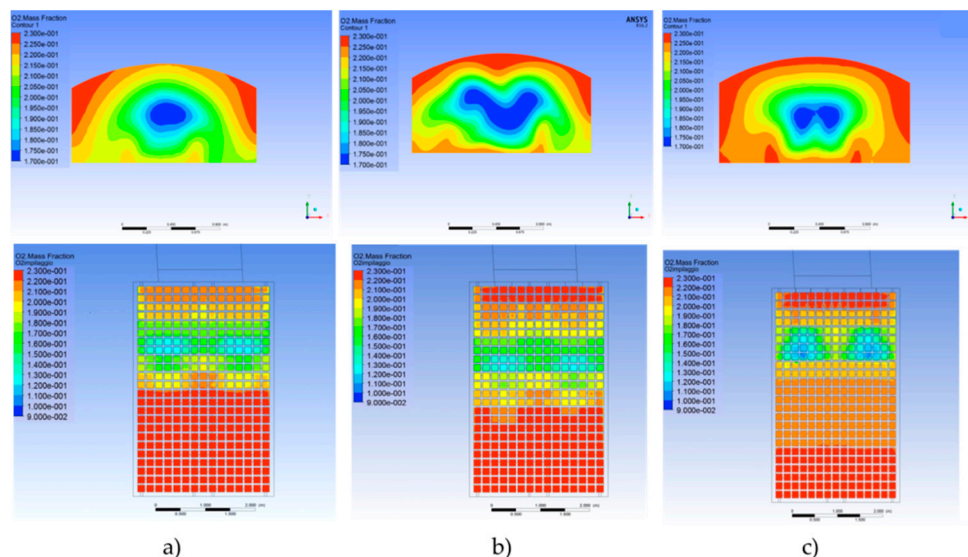 O2.Mass Fraction
Contour 1
2.300e-001
2.250e-001
2.200e-001
2.150e-001
2.100e-001
2.050e-001
2.000e-001
1.950e-001
1.900e-001
1.850e-001
1.800e-001
1.750e-001
1.700e-001
O2.Mass Fraction
Contour 1
2.300e-001
2.250e-001
2.200e-001
2.150e-001
2.100e-001
2.050e-001
2.000e-001
1.950e-001
1.900e-001
1.850e-001
1.800e-001
1.750e-001
1.700e-001
ANSYS
O2.Mass Fraction
Contour 1
2.300e-001
2.250e-001
2.200e-001
2.150e-001
2.100e-001
2.050e-001
2.000e-001
1.950e-001
1.900e-001
1.850e-001
1.800e-001
1.750e-001
1.700e-001
O2.Mass Fraction
O2impilaggio
2.300e-001
2.200e-001
2.100e-001
2.000e-001
1.900e-001
1.800e-001
1.700e-001
1.600e-001
1.500e-001
1.400e-001
1.300e-001
1.200e-001
1.100e-001
1.000e-001
9.000e-002
O2.Mass Fraction
O2impilaggio
2.300e-001
2.200e-001
2.100e-001
2.000e-001
1.900e-001
1.800e-001
1.700e-001
1.600e-001
1.500e-001
1.400e-001
1.300e-001
1.200e-001
1.100e-001
1.000e-001
9.000e-002
O2.Mass Fraction
O2impilaggio
2.300e-001
2.200e-001
2.100e-001
2.000e-001
1.900e-001
1.800e-001
1.700e-001
1.600e-001
1.500e-001
1.400e-001
1.300e-001
1.200e-001
1.100e-001
1.000e-001
9.000e-002
a)
b)
c)